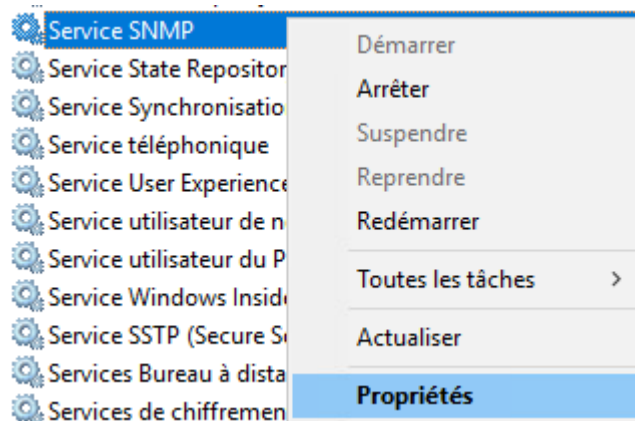 Service SNMP
Service State Repositor
Service Synchronisatio
Service téléphonique
Service User Experience
Service utilisateur de n
Service utilisateur du P
Service Windows Insid
Service SSTP (Secure S
Services Bureau à dista
Services de chiffremen
Démarrer
Arrêter
Suspendre
Reprendre
Redémarrer
Toutes les tâches
Actualiser
Propriétés